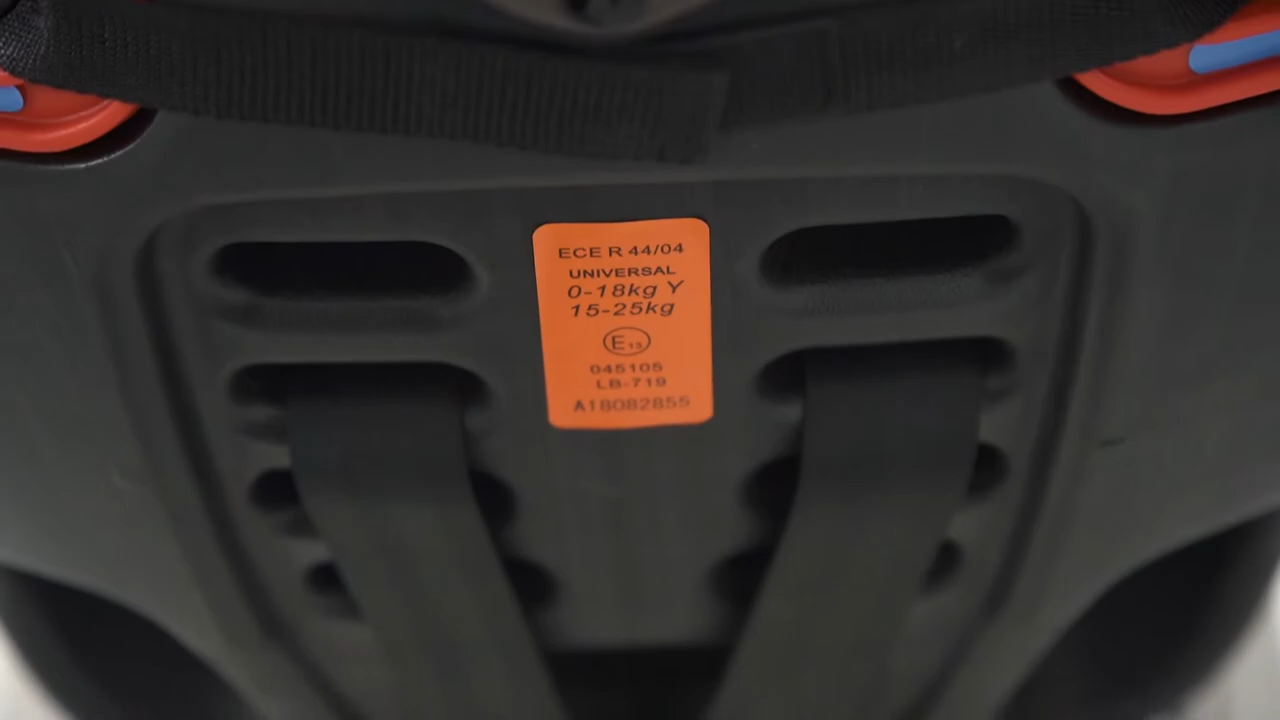 ECE R 44/04
UNIVERSAL
0-18kg Y
15-25kg
E13
045105
LB-719
A18082855